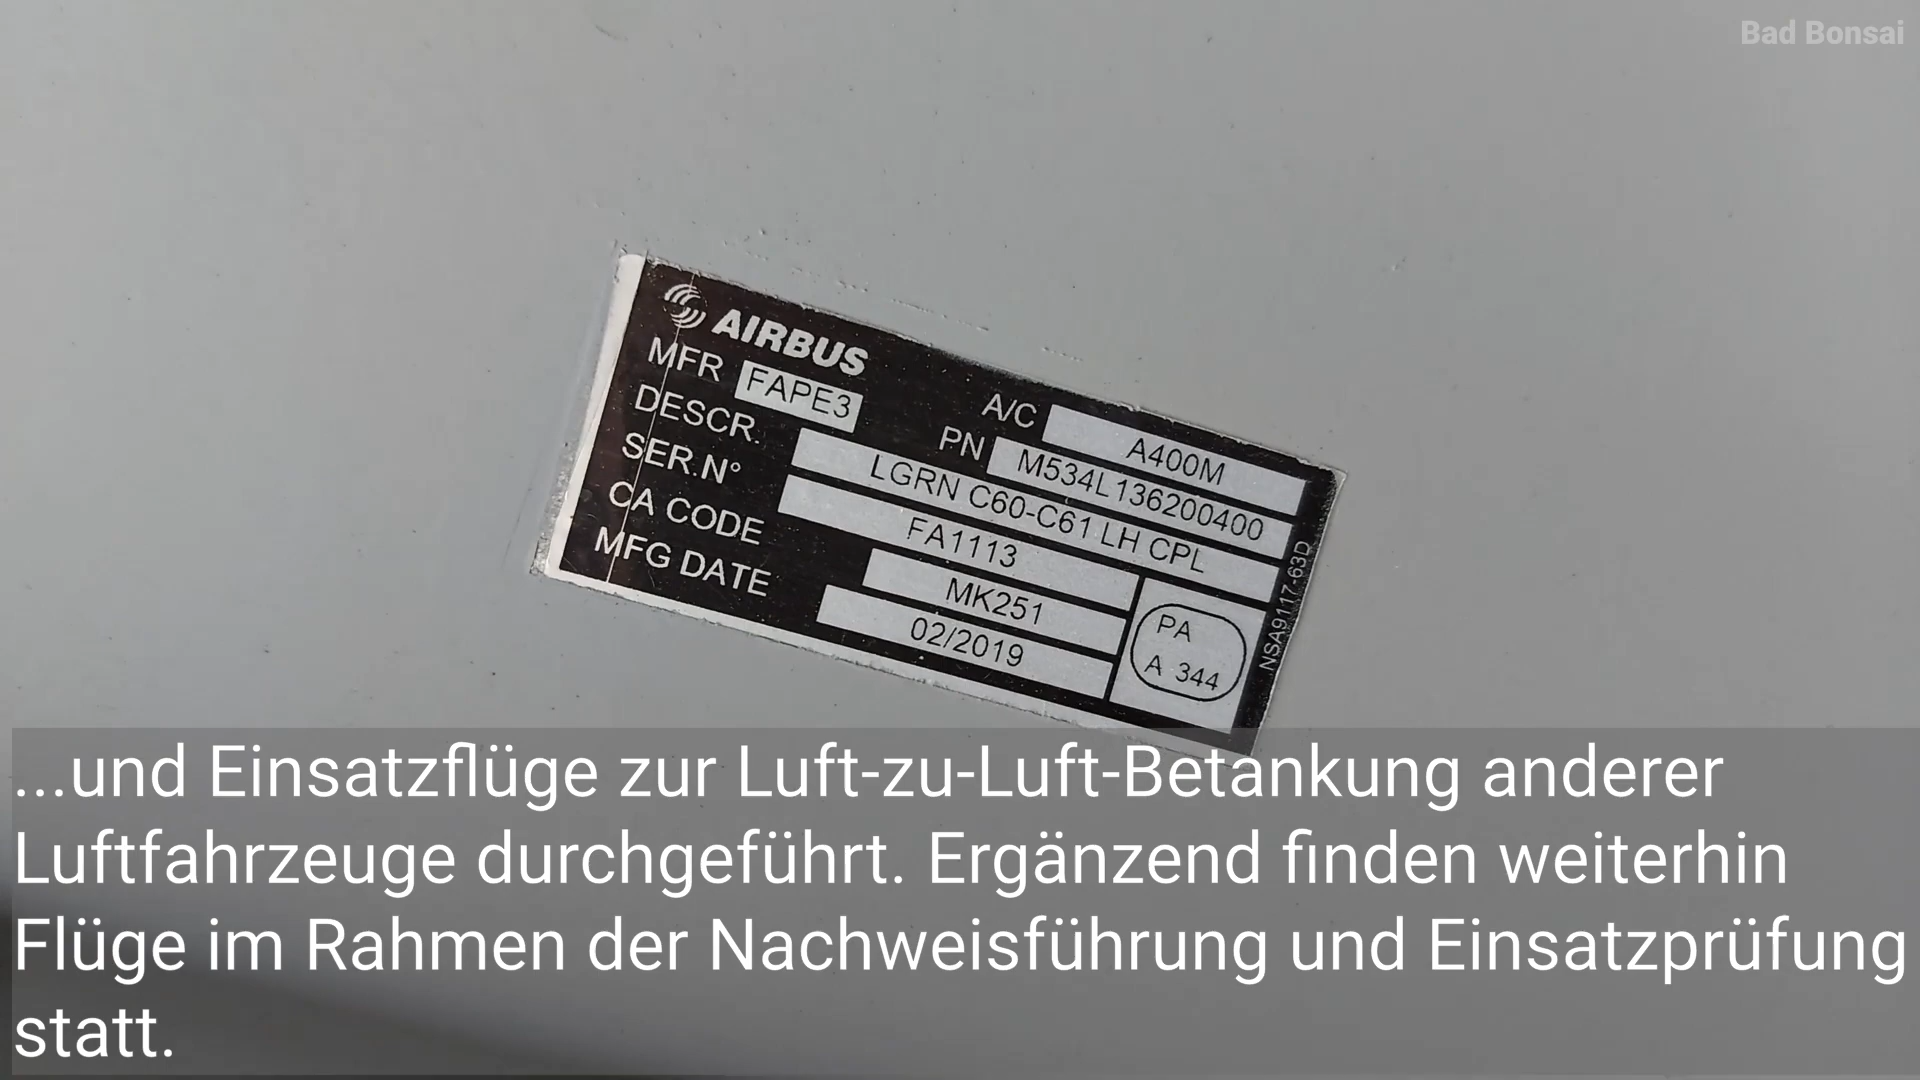 Bad Bonsai
AIRBUS
MFR FAPE3 A/C A400M
PN M534L136200400
DESCR. LGRN C60-C61 LH CPL
SER.N° FA1113
CA CODE MK251
MFG DATE 02/2019
PA
A 344
NSA9117-63D
...und Einsatzflüge zur Luft-zu-Luft-Betankung anderer
Luftfahrzeuge durchgeführt. Ergänzend finden weiterhin
Flüge im Rahmen der Nachweisführung und Einsatzprüfung
statt.